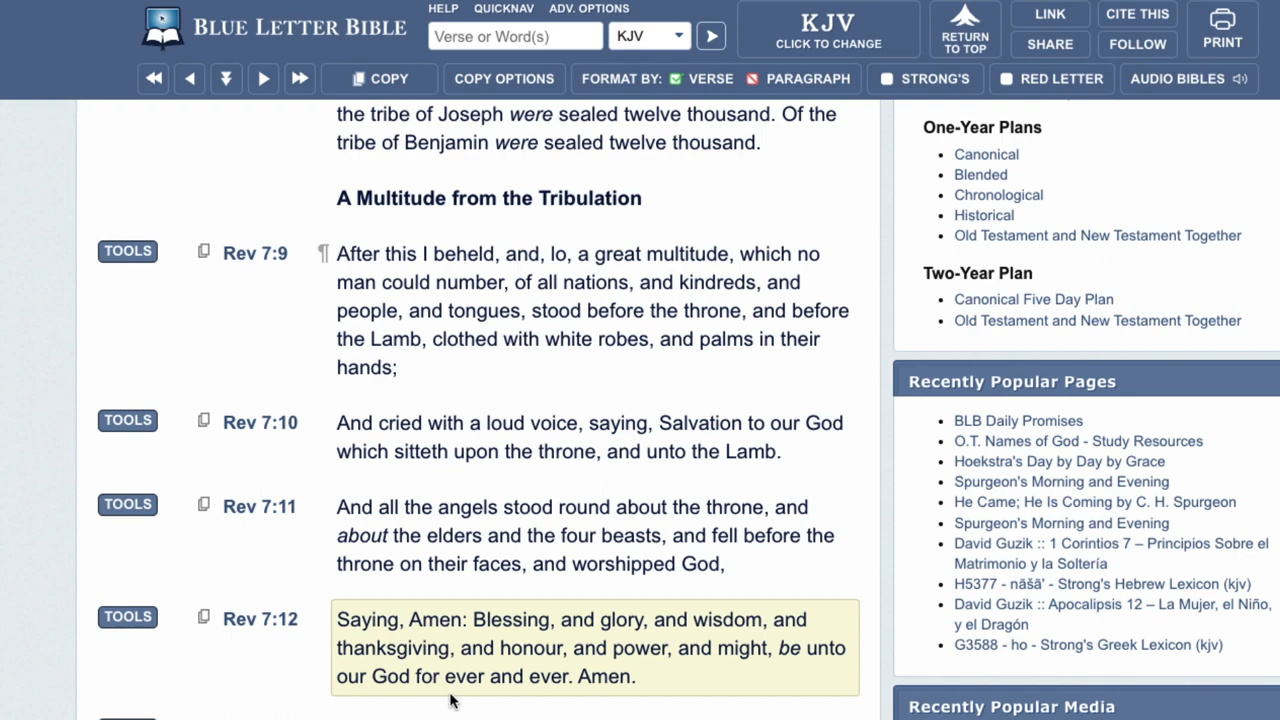 BLUE LETTER BIBLE
HELP QUICKNAV ADV. OPTIONS
Verse or Word(s) KJV
KJV
CLICK TO CHANGE
RETURN
TO TOP
LINK
CITE THIS
SHARE
FOLLOW
PRINT
COPY COPY OPTIONS FORMAT BY: VERSE PARAGRAPH STRONG'S RED LETTER AUDIO BIBLES
the tribe of Joseph were sealed twelve thousand. Of the
tribe of Benjamin were sealed twelve thousand.
A Multitude from the Tribulation
TOOLS Rev 7:9 ¶ After this I beheld, and, lo, a great multitude, which no
man could number, of all nations, and kindreds, and
people, and tongues, stood before the throne, and before
the Lamb, clothed with white robes, and palms in their
hands;
TOOLS Rev 7:10 And cried with a loud voice, saying, Salvation to our God
which sitteth upon the throne, and unto the Lamb.
TOOLS Rev 7:11 And all the angels stood round about the throne, and
about the elders and the four beasts, and fell before the
throne on their faces, and worshipped God,
TOOLS Rev 7:12 Saying, Amen: Blessing, and glory, and wisdom, and
thanksgiving, and honour, and power, and might, be unto
our God for ever and ever. Amen.
One-Year Plans
• Canonical
• Blended
• Chronological
• Historical
• Old Testament and New Testament Together
Two-Year Plan
• Canonical Five Day Plan
• Old Testament and New Testament Together
Recently Popular Pages
• BLB Daily Promises
• O.T. Names of God - Study Resources
• Hoekstra's Day by Day by Grace
• Spurgeon's Morning and Evening
• He Came; He Is Coming by C. H. Spurgeon
• Spurgeon's Morning and Evening
• David Guzik :: 1 Corintios 7 – Principios Sobre el
Matrimonio y la Soltería
• H5377 - nāšā' - Strong's Hebrew Lexicon (kjv)
• David Guzik :: Apocalipsis 12 – La Mujer, el Niño,
y el Dragón
• G3588 - ho - Strong's Greek Lexicon (kjv)
Recently Popular Media